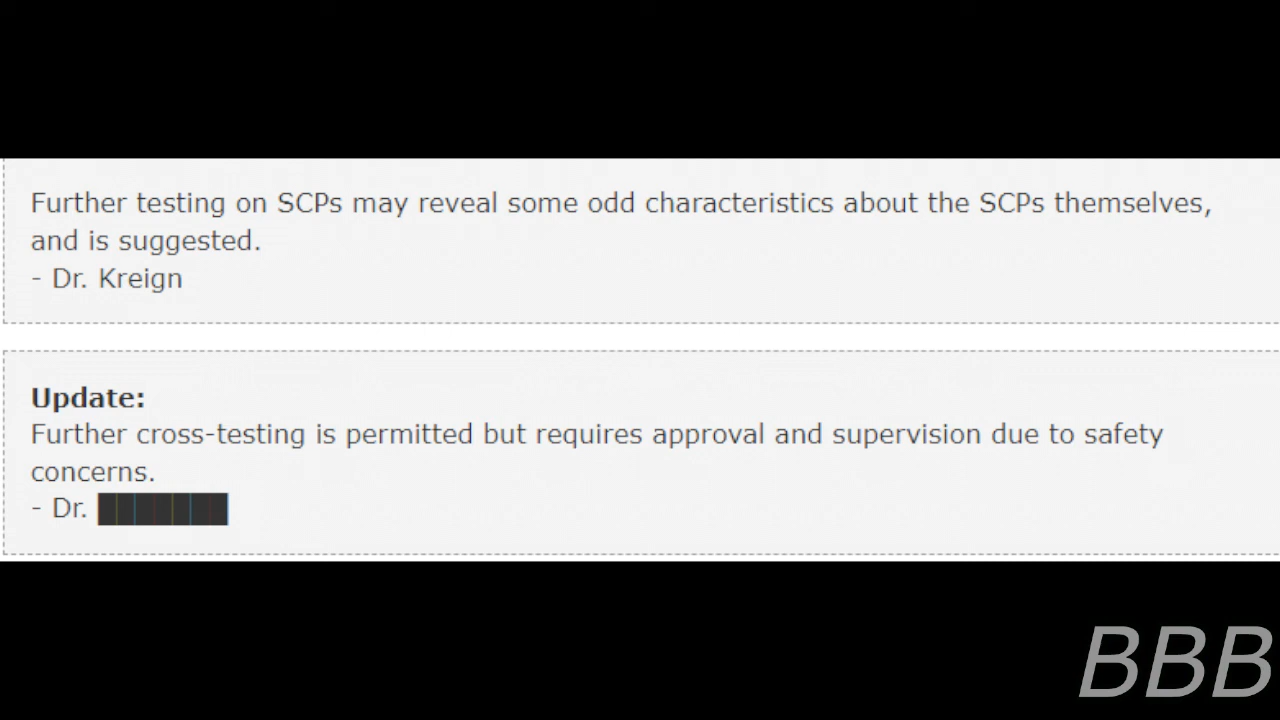 Further testing on SCPs may reveal some odd characteristics about the SCPs themselves,
and is suggested.
- Dr. Kreign
Update:
Further cross-testing is permitted but requires approval and supervision due to safety
concerns.
- Dr. ███████
BBB